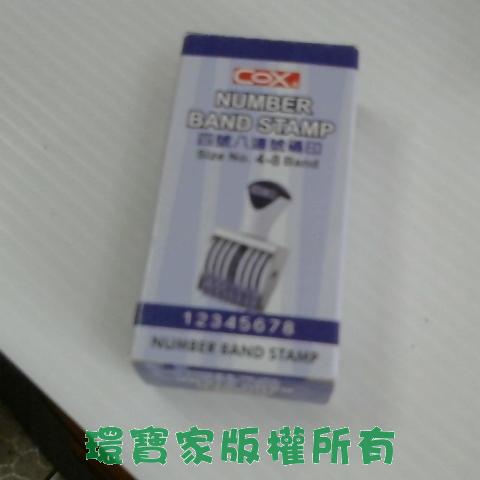 COX
NUMBER
BAND STAMP
四號八連號碼印
Size No. 4-8 Band
12345678
NUMBER BAND STAMP
環寶家版權所有